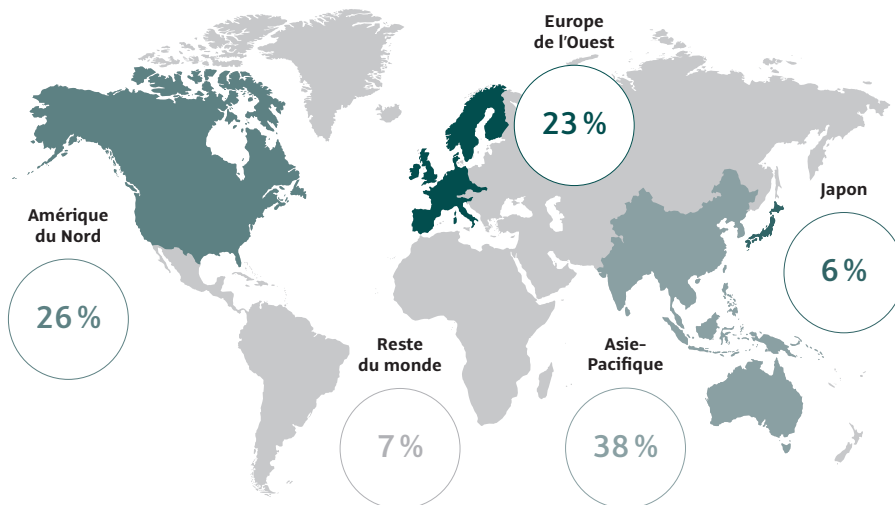 Europe
de l'Ouest
23 %
Japon
6 %
Amérique
du Nord
26 %
Reste
du monde
7 %
Asie-
Pacifique
38 %